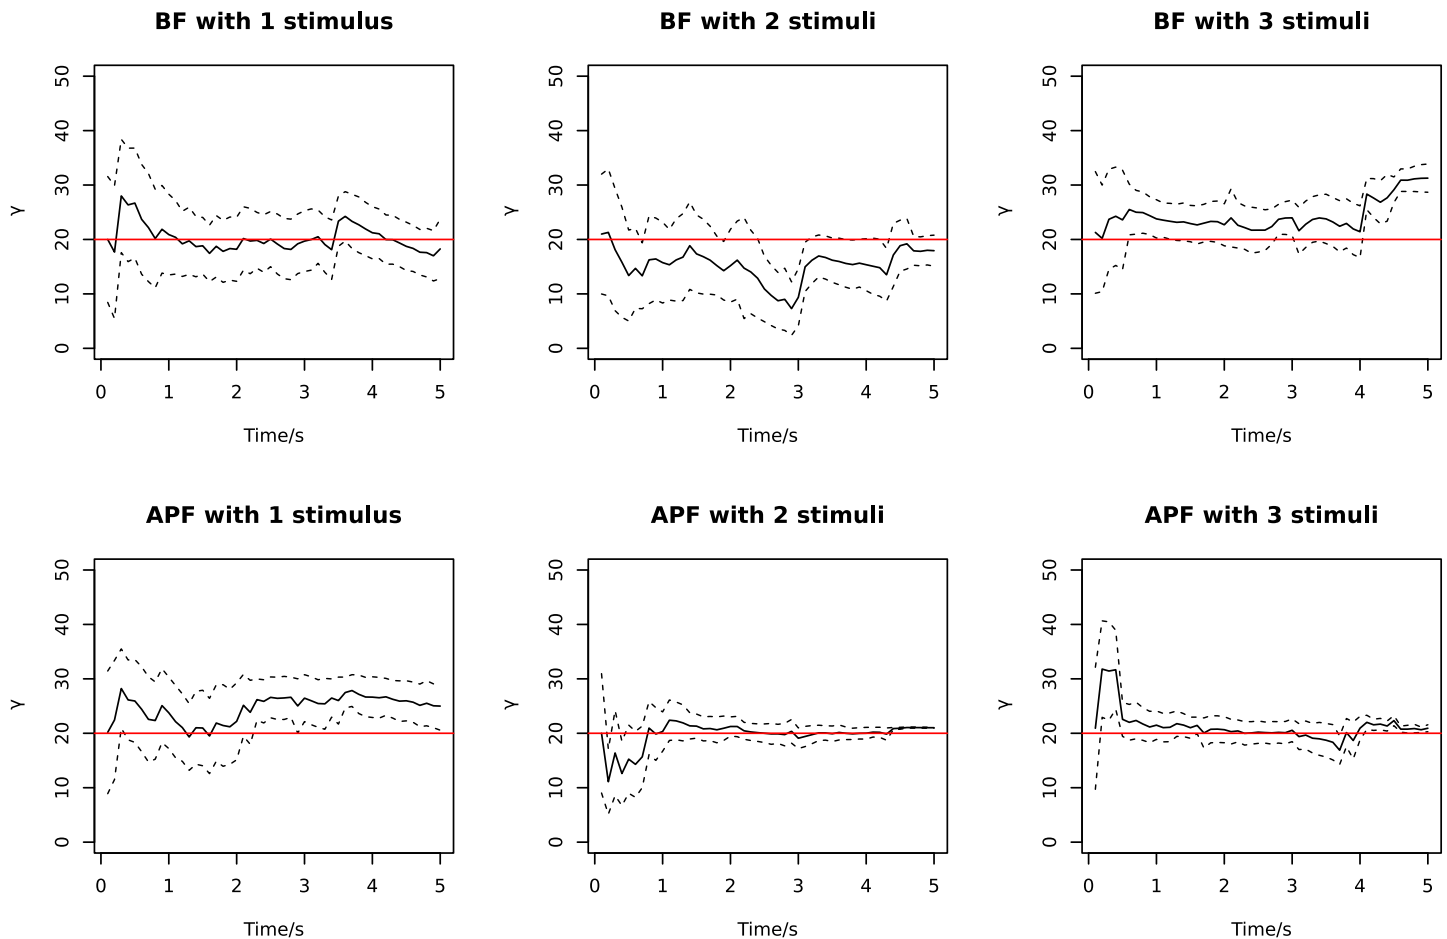 BF with 1 stimulus
BF with 2 stimuli
BF with 3 stimuli
50
40
30
20
10
0
γ
0 1 2 3 4 5
Time/s
50
40
30
20
10
0
γ
0 1 2 3 4 5
Time/s
50
40
30
20
10
0
γ
0 1 2 3 4 5
Time/s
APF with 1 stimulus
APF with 2 stimuli
APF with 3 stimuli
50
40
30
20
10
0
γ
0 1 2 3 4 5
Time/s
50
40
30
20
10
0
γ
0 1 2 3 4 5
Time/s
50
40
30
20
10
0
γ
0 1 2 3 4 5
Time/s